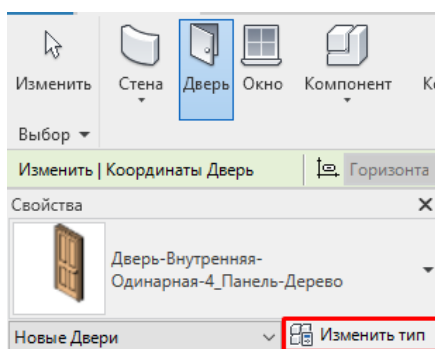 Изменить Стена Дверь Окно Компонент К
Выбор
Изменить | Координаты Дверь Горизонта
Свойства
Дверь-Внутренняя-
Одинарная-4_Панель-Дерево
Новые Двери Изменить тип